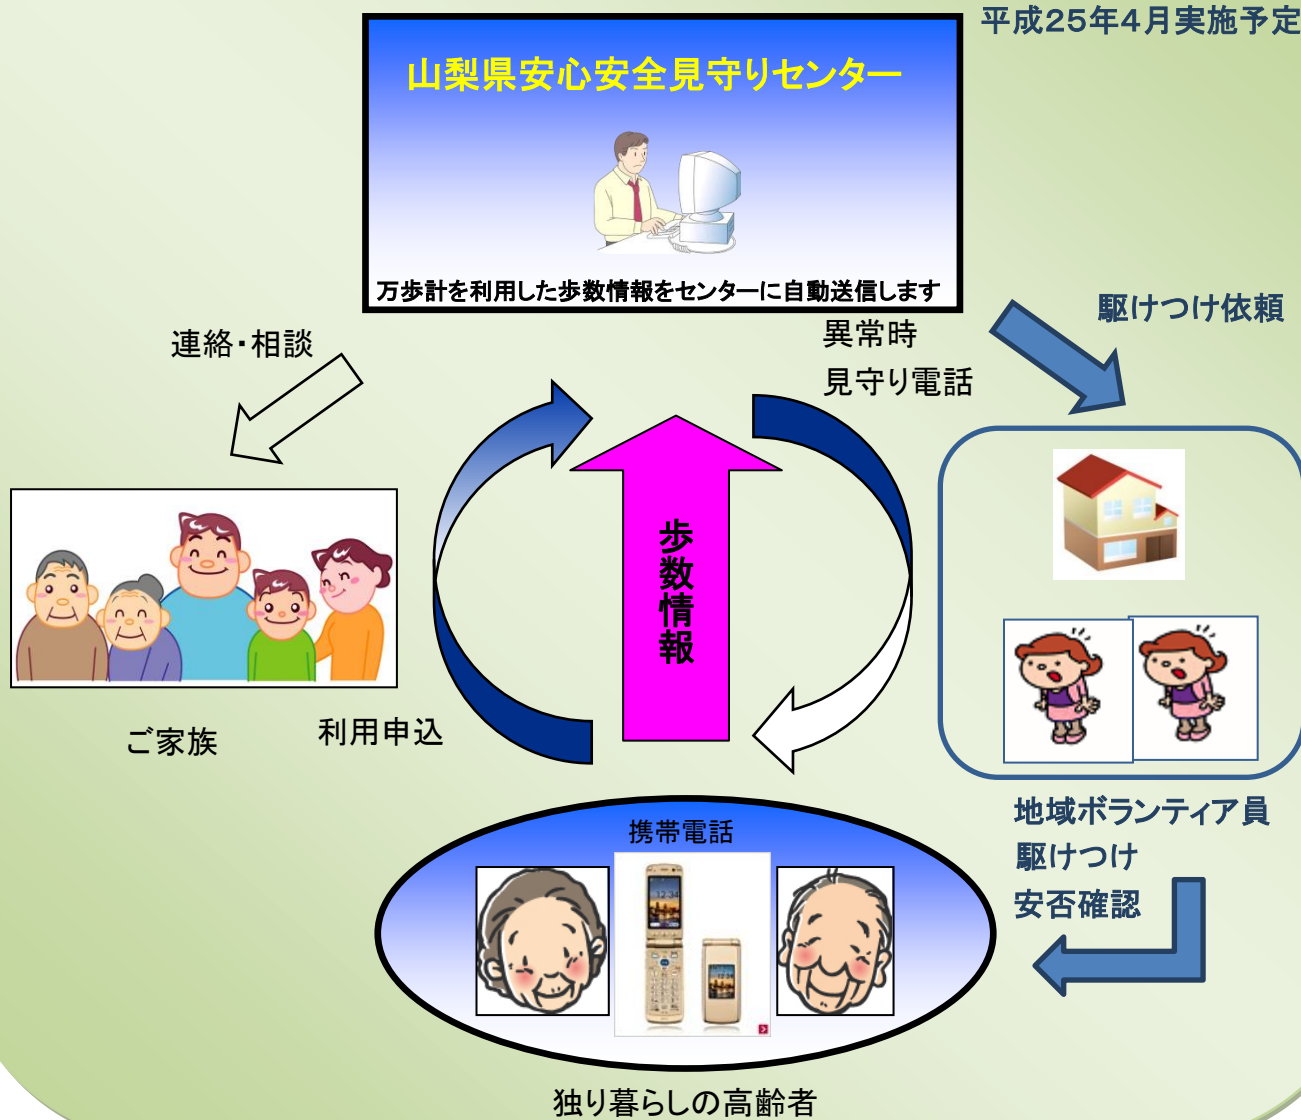 平成25年4月実施予定
山梨県安心安全見守りセンター
万歩計を利用した歩数情報をセンターに自動送信します
駆けつけ依頼
連絡・相談
異常時
見守り電話
歩数情報
ご家族
利用申込
地域ボランティア員
駆けつけ
安否確認
携帯電話
12:34
12:34
独り暮らしの高齢者